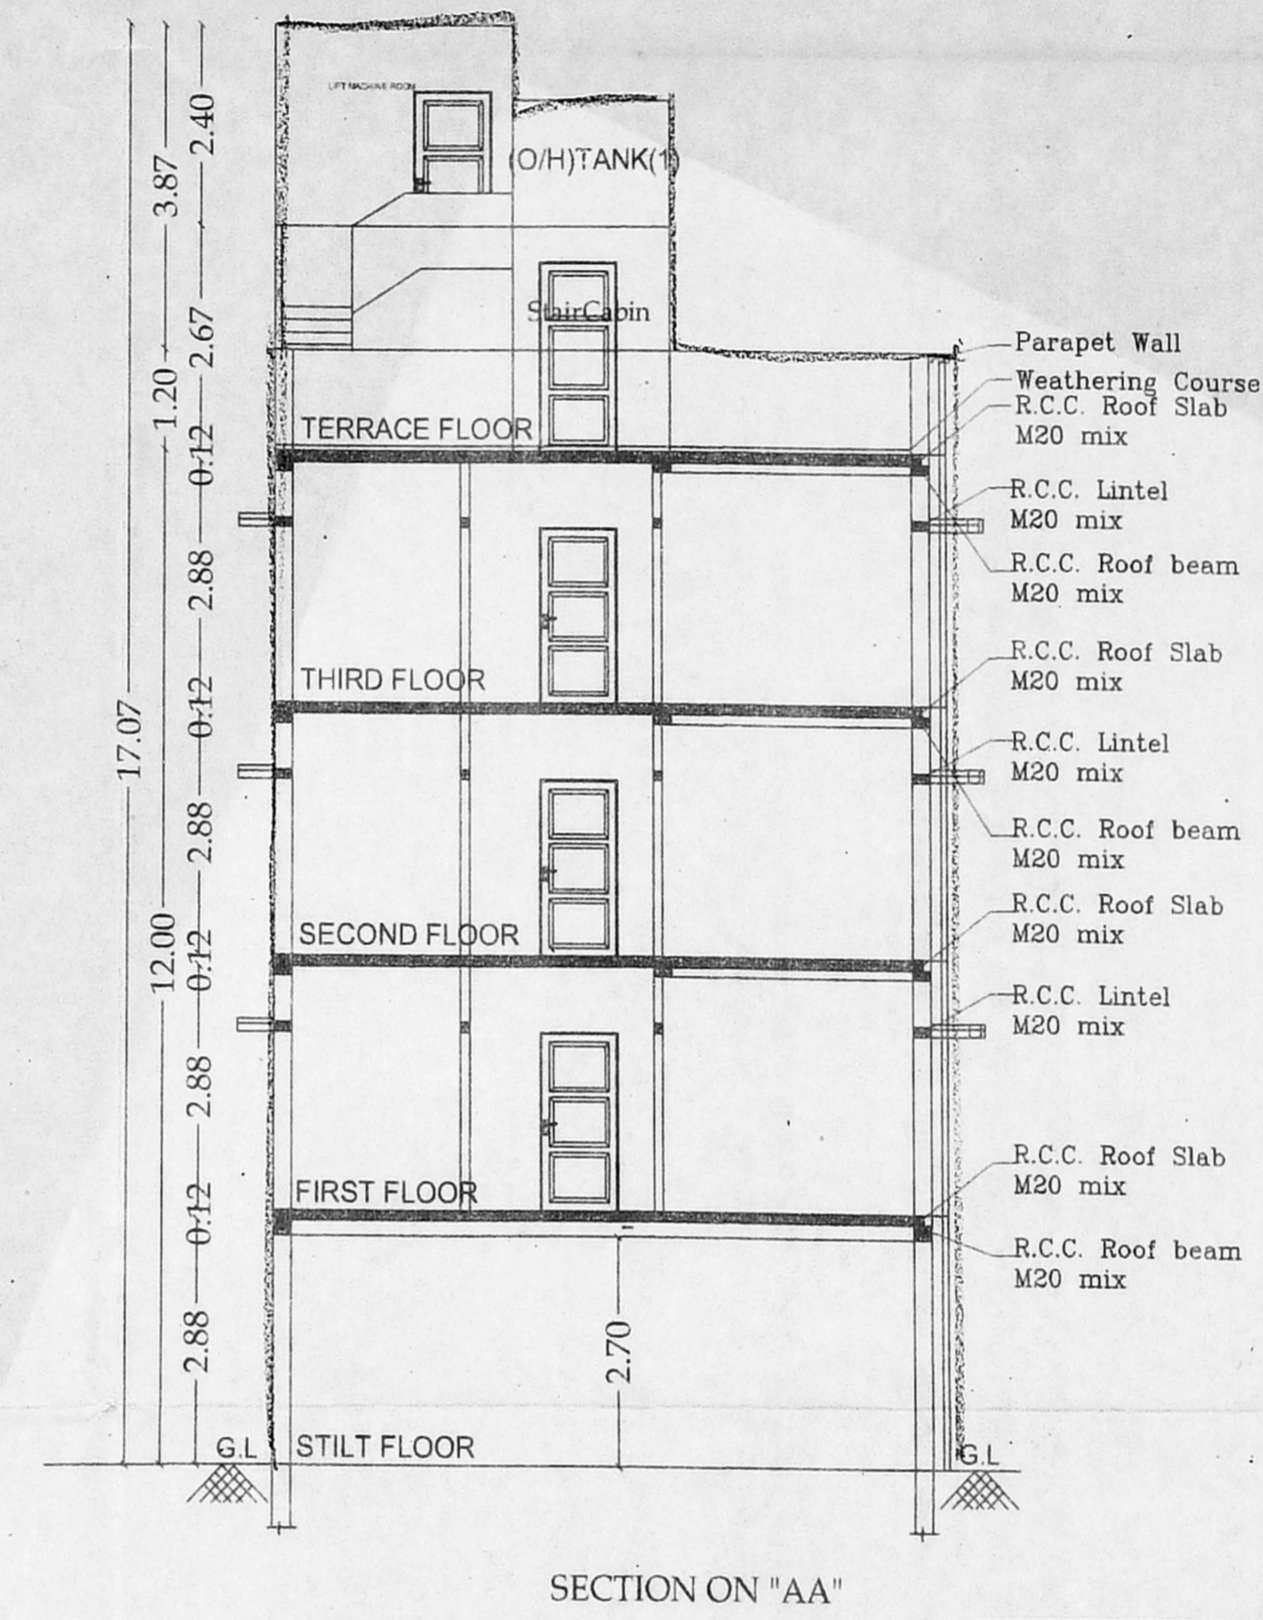 LIFT MACHINE ROOM
(O/H)TANK(1)
StairCabin
TERRACE FLOOR
THIRD FLOOR
SECOND FLOOR
FIRST FLOOR
STILT FLOOR
G.L
G.L
17.07
3.87
1.20
12.00
2.40
2.67
0.12
2.88
0.12
2.88
0.12
2.88
0.12
2.88
2.70
Parapet Wall
Weathering Course
R.C.C. Roof Slab
M20 mix
R.C.C. Lintel
M20 mix
R.C.C. Roof beam
M20 mix
R.C.C. Roof Slab
M20 mix
R.C.C. Lintel
M20 mix
R.C.C. Roof beam
M20 mix
R.C.C. Roof Slab
M20 mix
R.C.C. Lintel
M20 mix
R.C.C. Roof Slab
M20 mix
R.C.C. Roof beam
M20 mix
SECTION ON "AA"